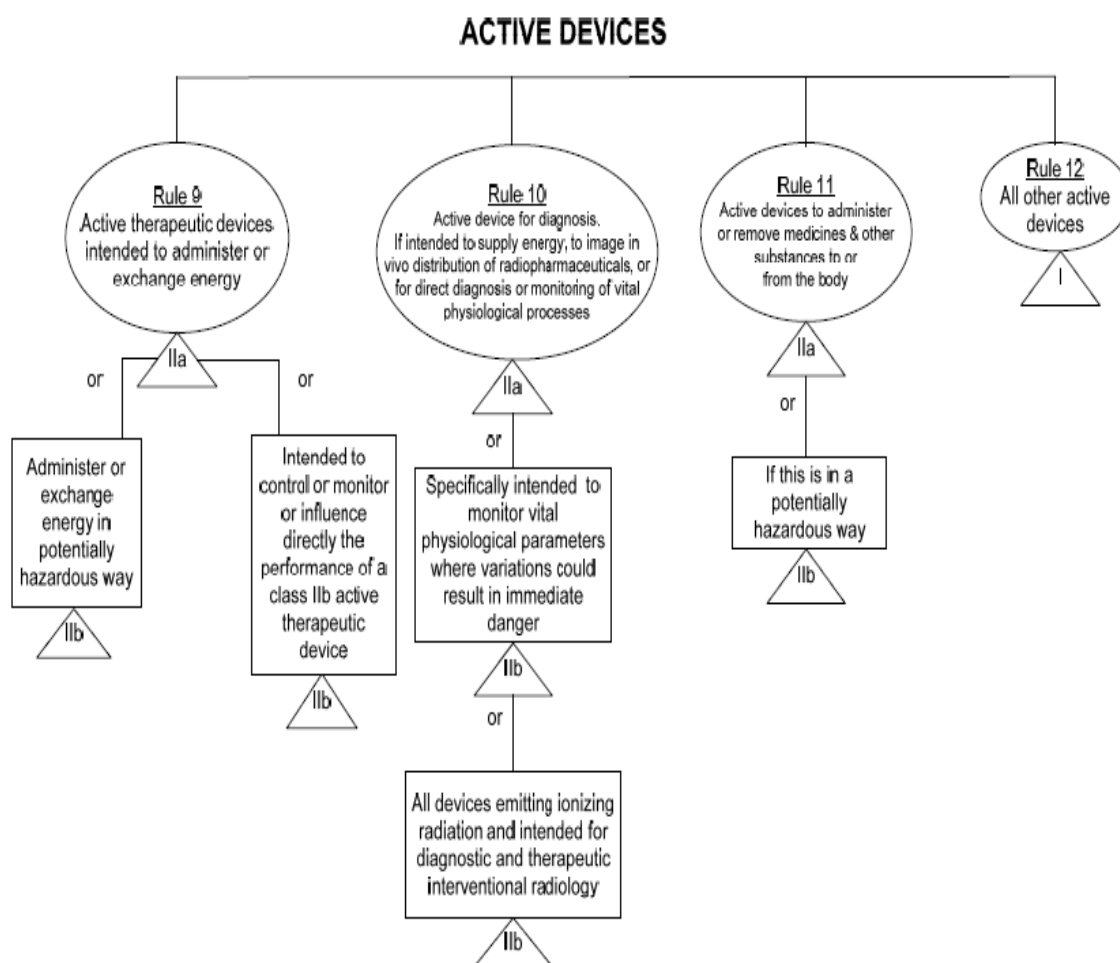 ACTIVE DEVICES
Rule 9
Active therapeutic devices
intended to administer or
exchange energy
IIa
or
or
Administer or
exchange
energy in
potentially
hazardous way
IIb
Intended to
control or monitor
or influence
directly the
performance of a
class IIb active
therapeutic
device
IIb
Rule 10
Active device for diagnosis.
If intended to supply energy, to image in
vivo distribution of radiopharmaceuticals, or
for direct diagnosis or monitoring of vital
physiological processes
IIa
or
Specifically intended to
monitor vital
physiological parameters
where variations could
result in immediate
danger
IIb
or
All devices emitting ionizing
radiation and intended for
diagnostic and therapeutic
interventional radiology
IIb
Rule 11
Active devices to administer
or remove medicines & other
substances to or
from the body
IIa
or
If this is in a
potentially
hazardous way
IIb
Rule 12
All other active
devices
I